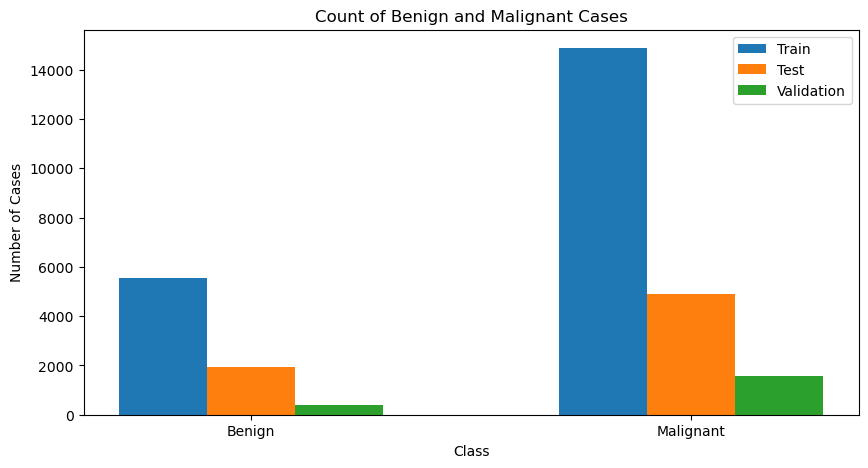 Count of Benign and Malignant Cases
Train
Test
Validation
14000
12000
10000
8000
6000
4000
2000
0
Number of Cases
Benign
Malignant
Class